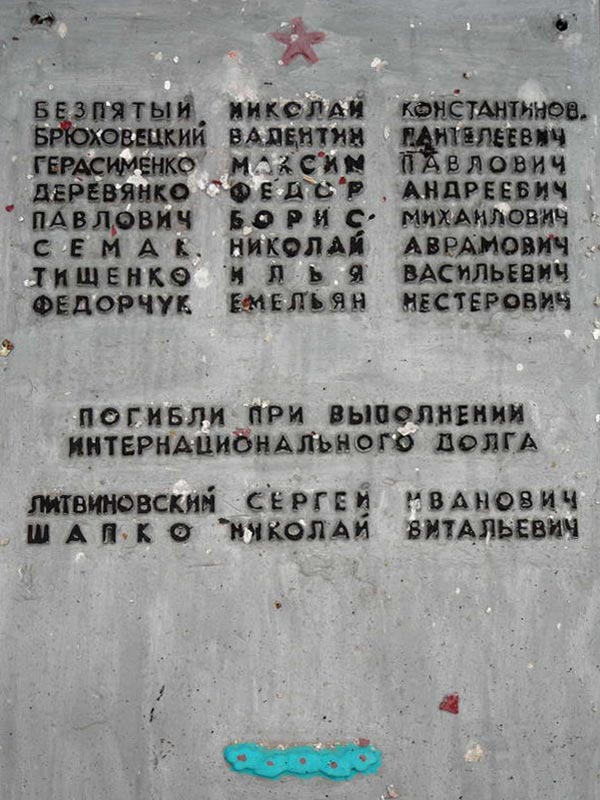 БЕЗПЯТЫЙ НИКОЛАЙ КОНСТАНТИНОВ.
БРЮХОВЕЦКИЙ ВАЛЕНТИН ПАНТЕЛЕЕВИЧ
ГЕРАСИМЕНКО МАКСИМ ПАВЛОВИЧ
ДЕРЕВЯНКО ФЕДОР АНДРЕЕВИЧ
ПАВЛОВИЧ БОРИС МИХАЙЛОВИЧ
СЕМАК НИКОЛАЙ АВРАМОВИЧ
ТИЩЕНКО ИЛЬЯ ВАСИЛЬЕВИЧ
ФЕДОРЧУК ЕМЕЛЬЯН НЕСТЕРОВИЧ
ПОГИБЛИ ПРИ ВЫПОЛНЕНИИ
ИНТЕРНАЦИОНАЛЬНОГО ДОЛГА
ЛИТВИНОВСКИЙ СЕРГЕЙ ИВАНОВИЧ
ШАПКО НИКОЛАЙ ВИТАЛЬЕВИЧ